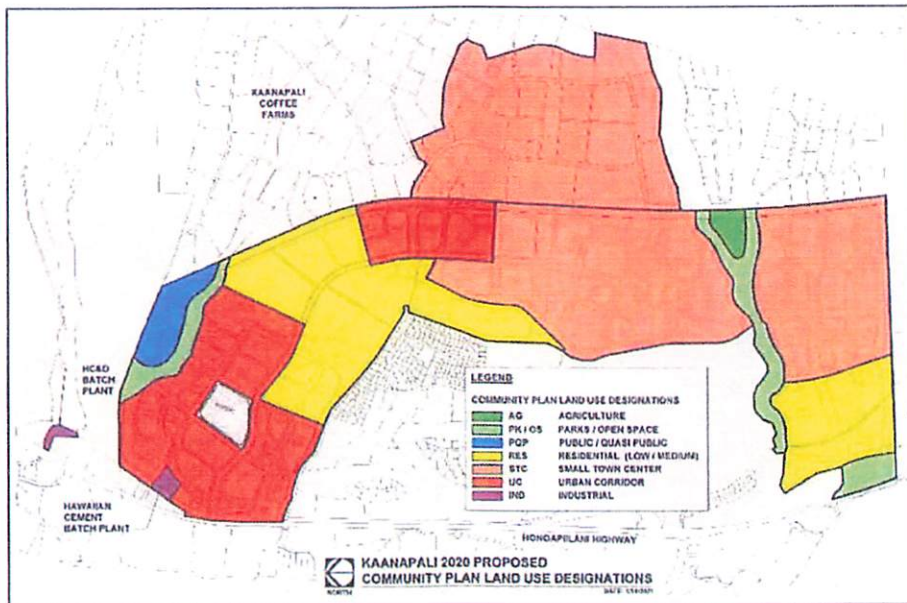 KAANAPALI
COFFEE
FARMS
HC&D
BATCH
PLANT
HAWAIIAN
CEMENT
BATCH PLANT
LEGEND
COMMUNITY PLAN LAND USE DESIGNATIONS
AG AGRICULTURE
PK / OS PARKS / OPEN SPACE
PQP PUBLIC / QUASI PUBLIC
RES RESIDENTIAL (LOW / MEDIUM)
STC SMALL TOWN CENTER
UC URBAN CORRIDOR
IND INDUSTRIAL
HONOAPIILANI HIGHWAY
NORTH
KAANAPALI 2020 PROPOSED
COMMUNITY PLAN LAND USE DESIGNATIONS
DATE: